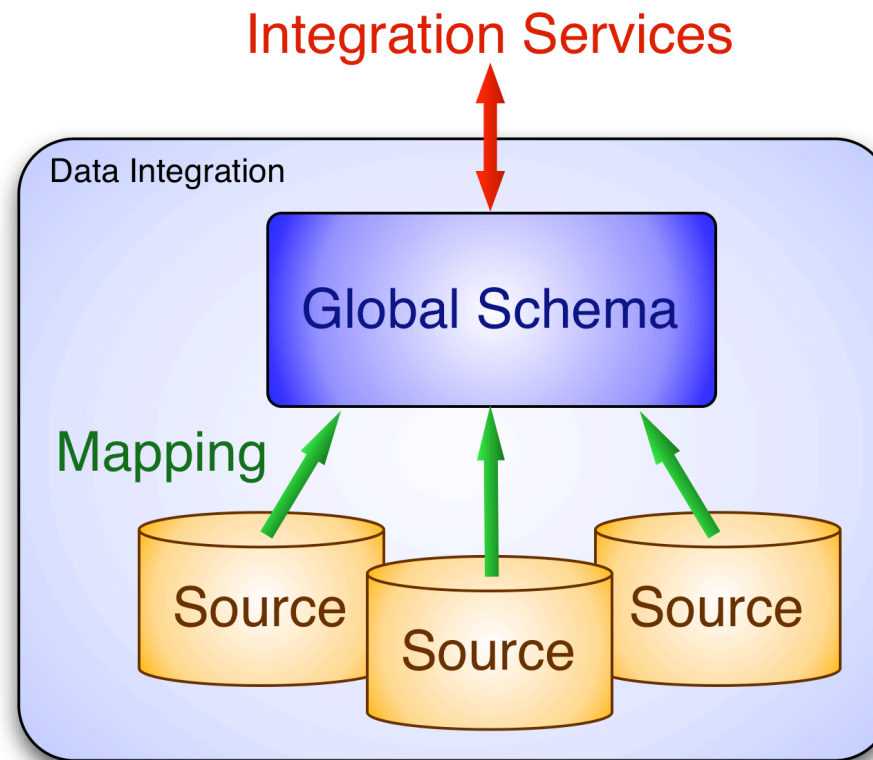 Integration Services
Data Integration
Global Schema
Mapping
Source
Source
Source